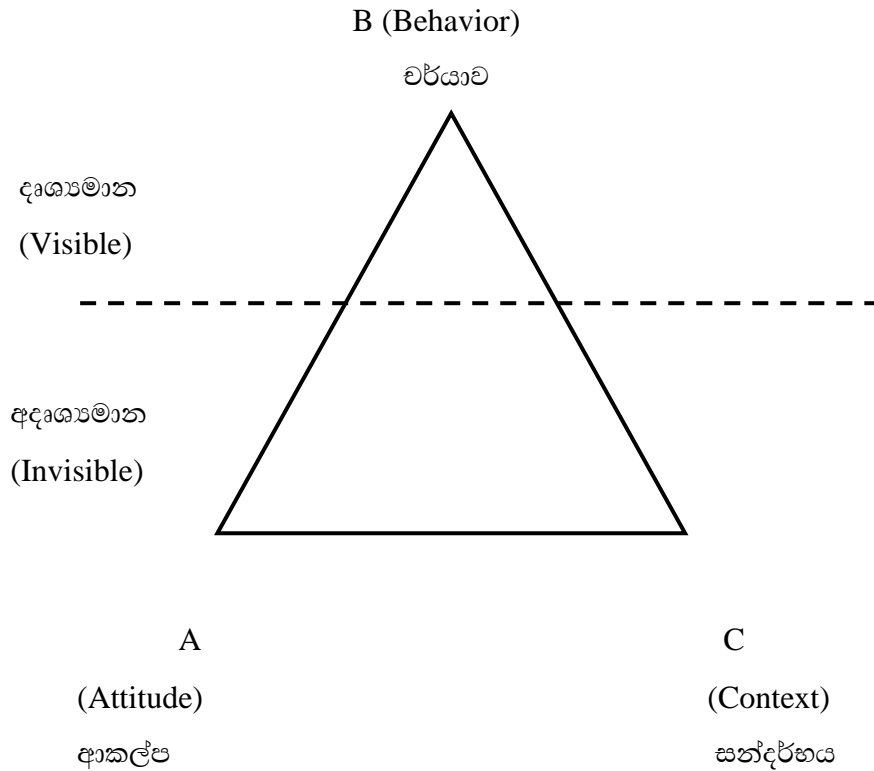 B (Behavior)
චර්යාව
දෘශ්‍යමාන
(Visible)
අදෘශ්‍යමාන
(Invisible)
A
C
(Attitude)
(Context)
ආකල්ප
සන්දර්භය